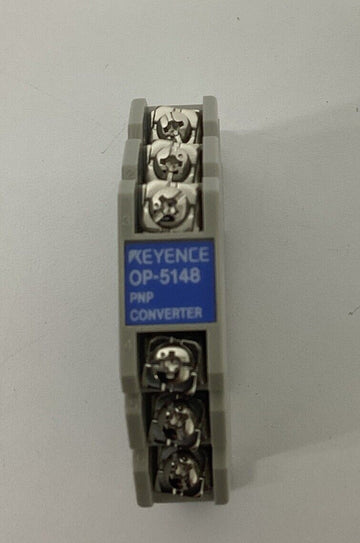 KEYENCE
OP-5148
PNP
CONVERTER